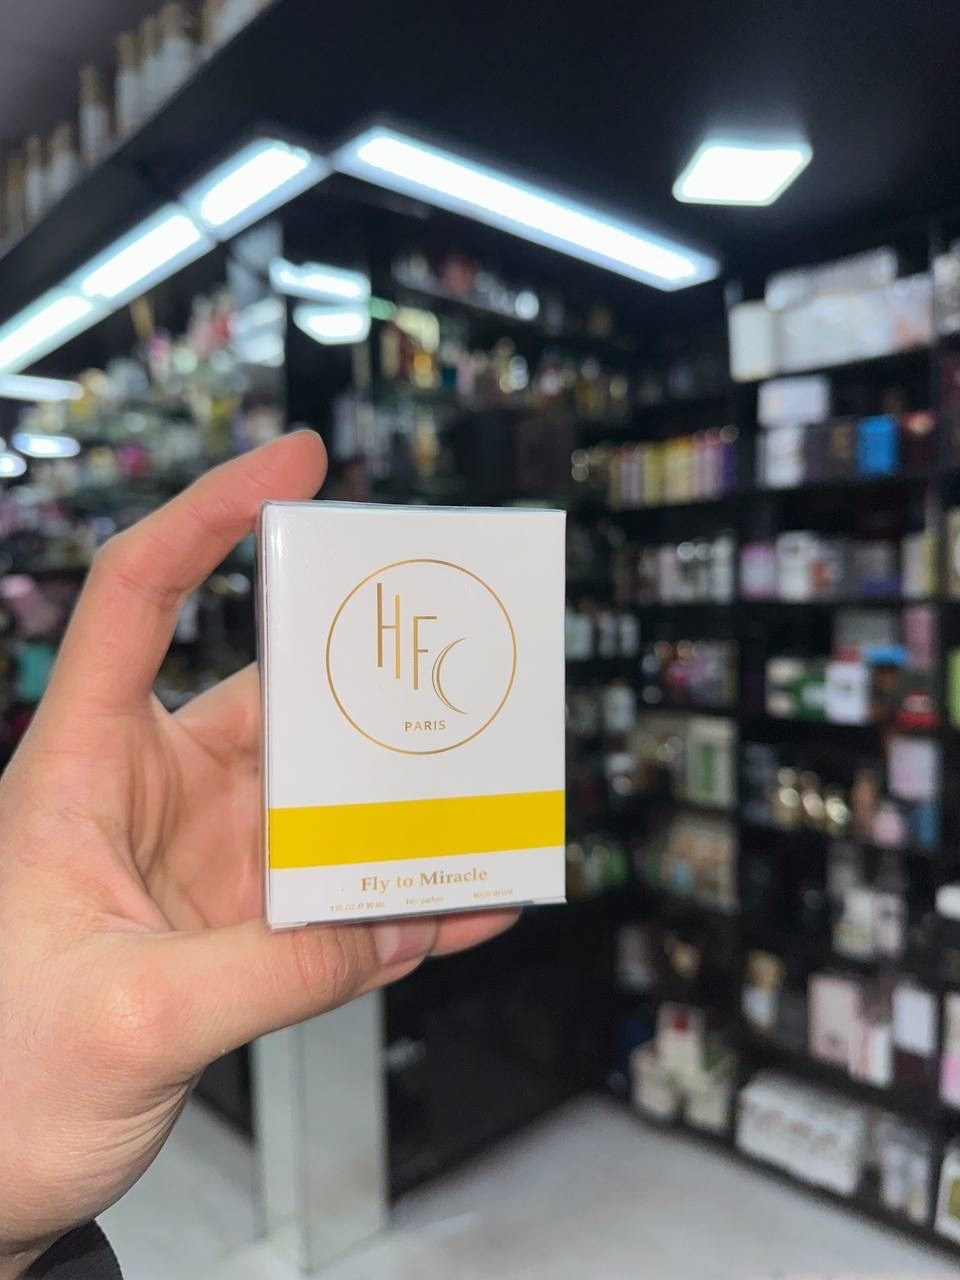 HFC
PARIS
Fly to Miracle
1 FL.OZ. e 30 ML HFC parfum MADE IN UAE